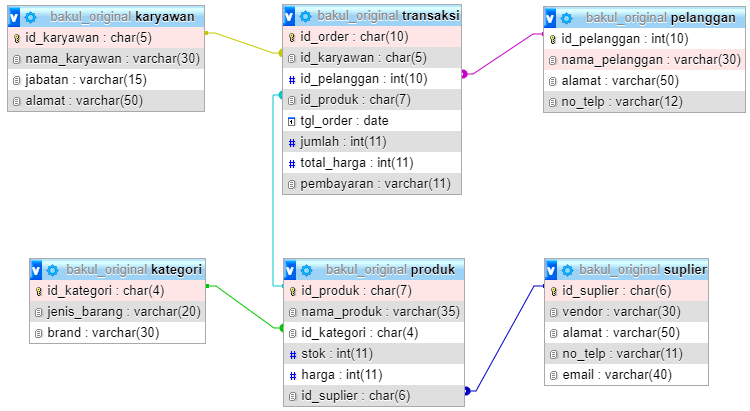 bakul_original karyawan
id_karyawan : char(5)
nama_karyawan : varchar(30)
jabatan : varchar(15)
alamat : varchar(50)
bakul_original transaksi
id_order : char(10)
id_karyawan : char(5)
id_pelanggan : int(10)
id_produk : char(7)
tgl_order : date
jumlah : int(11)
total_harga : int(11)
pembayaran : varchar(11)
bakul_original pelanggan
id_pelanggan : int(10)
nama_pelanggan : varchar(30)
alamat : varchar(50)
no_telp : varchar(12)
bakul_original kategori
id_kategori : char(4)
jenis_barang : varchar(20)
brand : varchar(30)
bakul_original produk
id_produk : char(7)
nama_produk : varchar(35)
id_kategori : char(4)
stok : int(11)
harga : int(11)
id_suplier : char(6)
bakul_original suplier
id_suplier : char(6)
vendor : varchar(30)
alamat : varchar(50)
no_telp : varchar(11)
email : varchar(40)